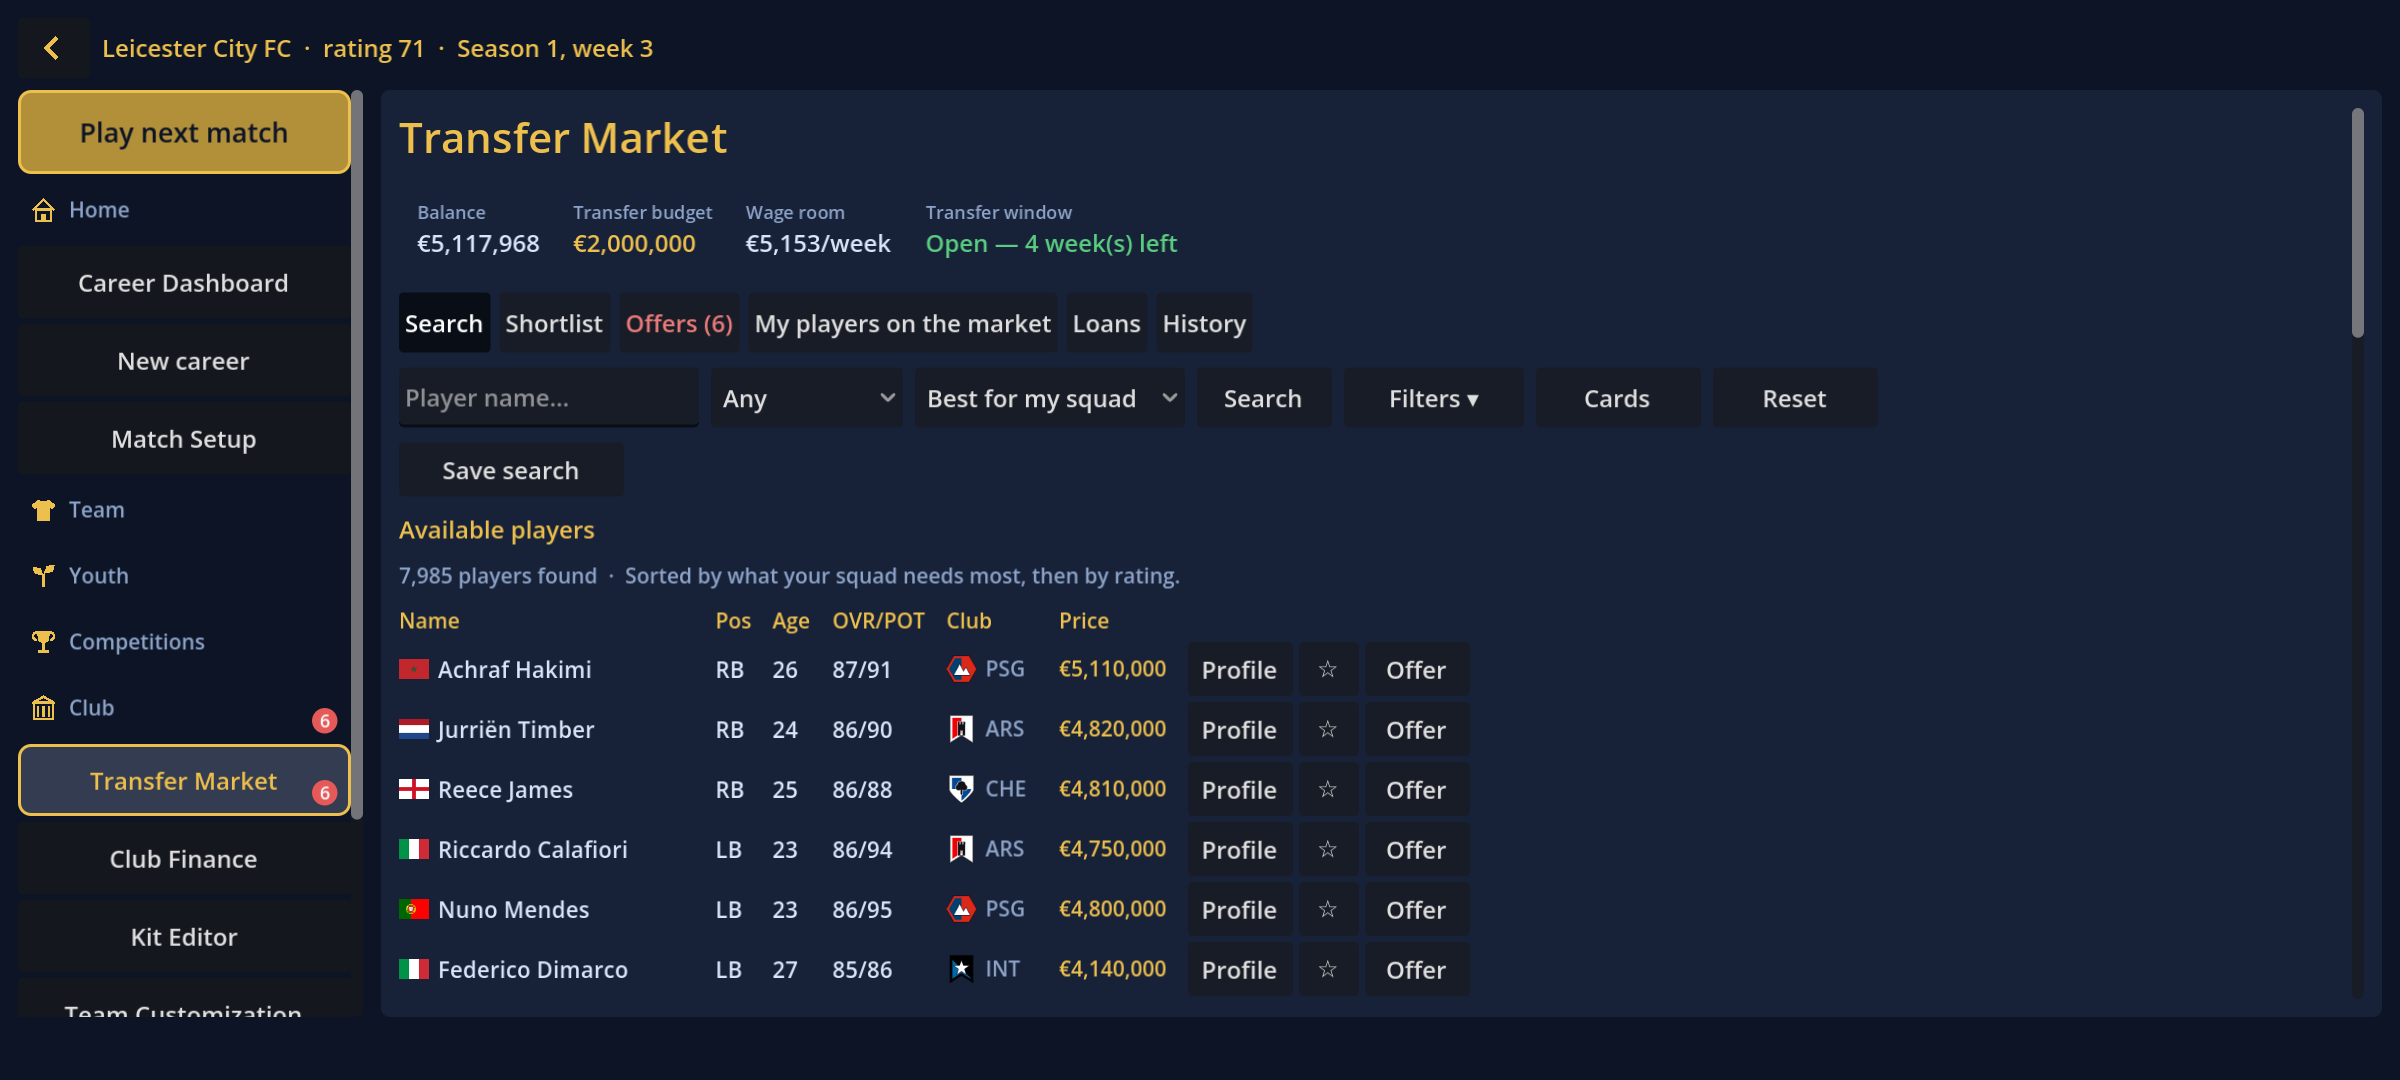 Leicester City FC · rating 71 · Season 1, week 3
Play next match
Home
Career Dashboard
New career
Match Setup
Team
Youth
Competitions
Club 6
Transfer Market 6
Club Finance
Kit Editor
Team Customization
Transfer Market
Balance Transfer budget Wage room Transfer window
€5,117,968 €2,000,000 €5,153/week Open — 4 week(s) left
Search Shortlist Offers (6) My players on the market Loans History
Player name... Any Best for my squad Search Filters ▾ Cards Reset
Save search
Available players
7,985 players found · Sorted by what your squad needs most, then by rating.
Name Pos Age OVR/POT Club Price
Achraf Hakimi RB 26 87/91 PSG €5,110,000 Profile ☆ Offer
Jurriën Timber RB 24 86/90 ARS €4,820,000 Profile ☆ Offer
Reece James RB 25 86/88 CHE €4,810,000 Profile ☆ Offer
Riccardo Calafiori LB 23 86/94 ARS €4,750,000 Profile ☆ Offer
Nuno Mendes LB 23 86/95 PSG €4,800,000 Profile ☆ Offer
Federico Dimarco LB 27 85/86 INT €4,140,000 Profile ☆ Offer